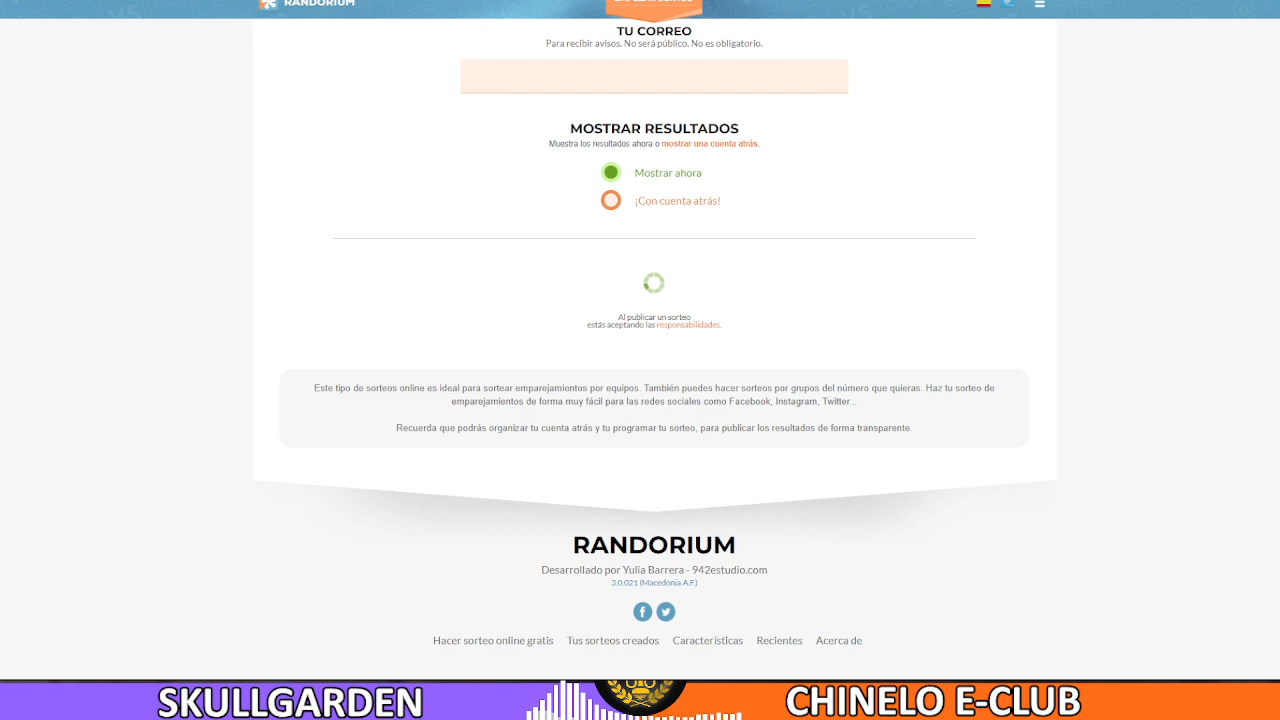 RANDORIUM
EMPEZAR SORTEO
TU CORREO
Para recibir avisos. No será público. No es obligatorio.
MOSTRAR RESULTADOS
Muestra los resultados ahora o mostrar una cuenta atrás.
Mostrar ahora
¡Con cuenta atrás!
Al publicar un sorteo
estás aceptando las responsabilidades.
Este tipo de sorteos online es ideal para sortear emparejamientos por equipos. También puedes hacer sorteos por grupos del número que quieras. Haz tu sorteo de
emparejamientos de forma muy fácil para las redes sociales como Facebook, Instagram, Twitter...
Recuerda que podrás organizar tu cuenta atrás y tu programar tu sorteo, para publicar los resultados de forma transparente.
RANDORIUM
Desarrollado por Yulia Barrera - 942estudio.com
3.0.021 (Macedonia A.F.)
Hacer sorteo online gratis Tus sorteos creados Características Recientes Acerca de
SKULLGARDEN CHINELO E-CLUB